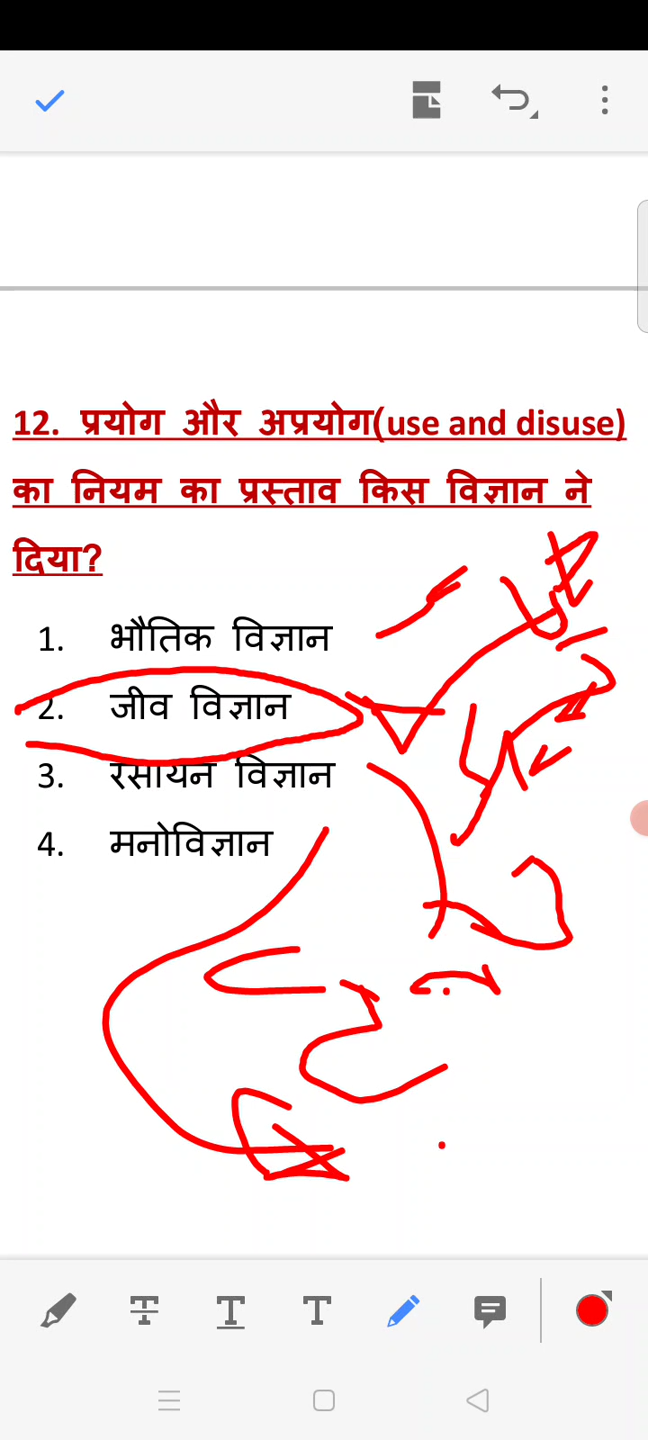 12. प्रयोग और अप्रयोग(use and disuse)
का नियम का प्रस्ताव किस विज्ञान ने
दिया?
1. भौतिक विज्ञान
2. जीव विज्ञान
3. रसायन विज्ञान
4. मनोविज्ञान